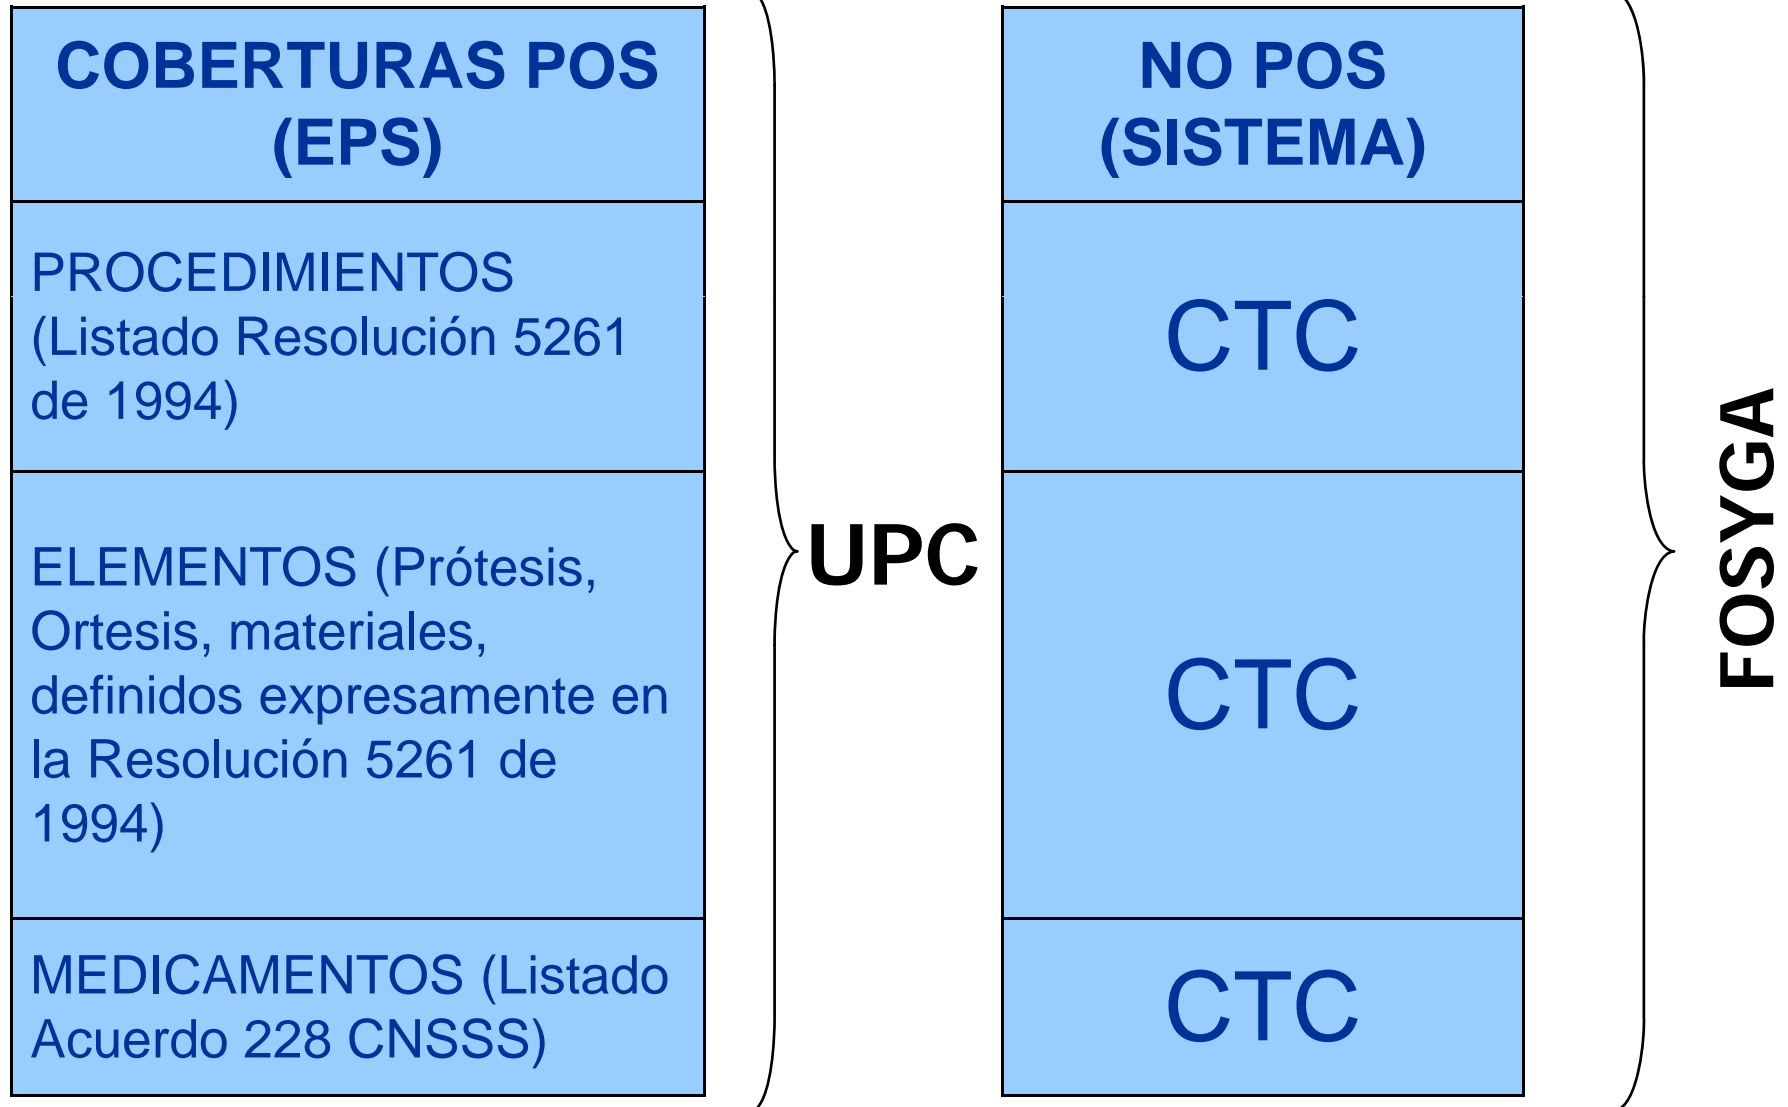 COBERTURAS POS
(EPS)
PROCEDIMIENTOS
(Listado Resolución 5261
de 1994)
ELEMENTOS (Prótesis,
Ortesis, materiales,
definidos expresamente en
la Resolución 5261 de
1994)
MEDICAMENTOS (Listado
Acuerdo 228 CNSSS)
UPC
NO POS
(SISTEMA)
CTC
CTC
CTC
FOSYGA